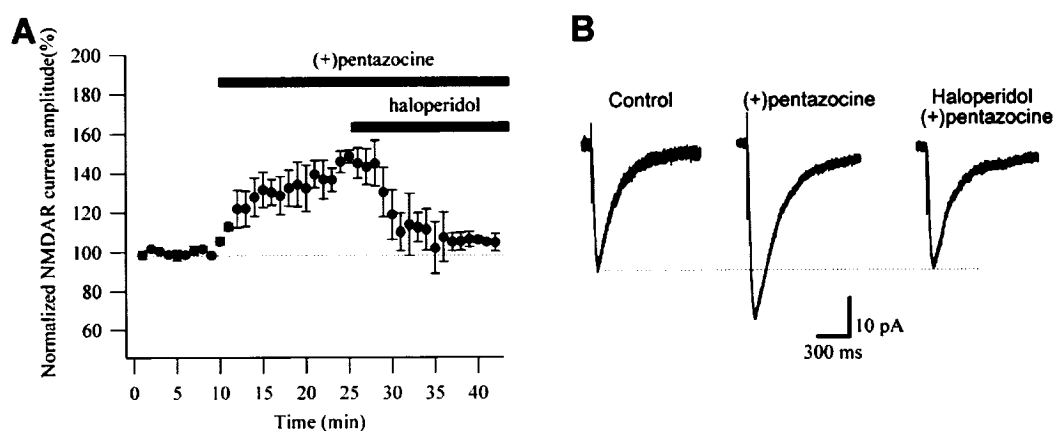 A
Normalized NMDAR current amplitude(%)
200
180
160
140
120
100
80
60
(+)pentazocine
haloperidol
0 5 10 15 20 25 30 35 40
Time (min)
B
Control
(+)pentazocine
Haloperidol
(+)pentazocine
10 pA
300 ms